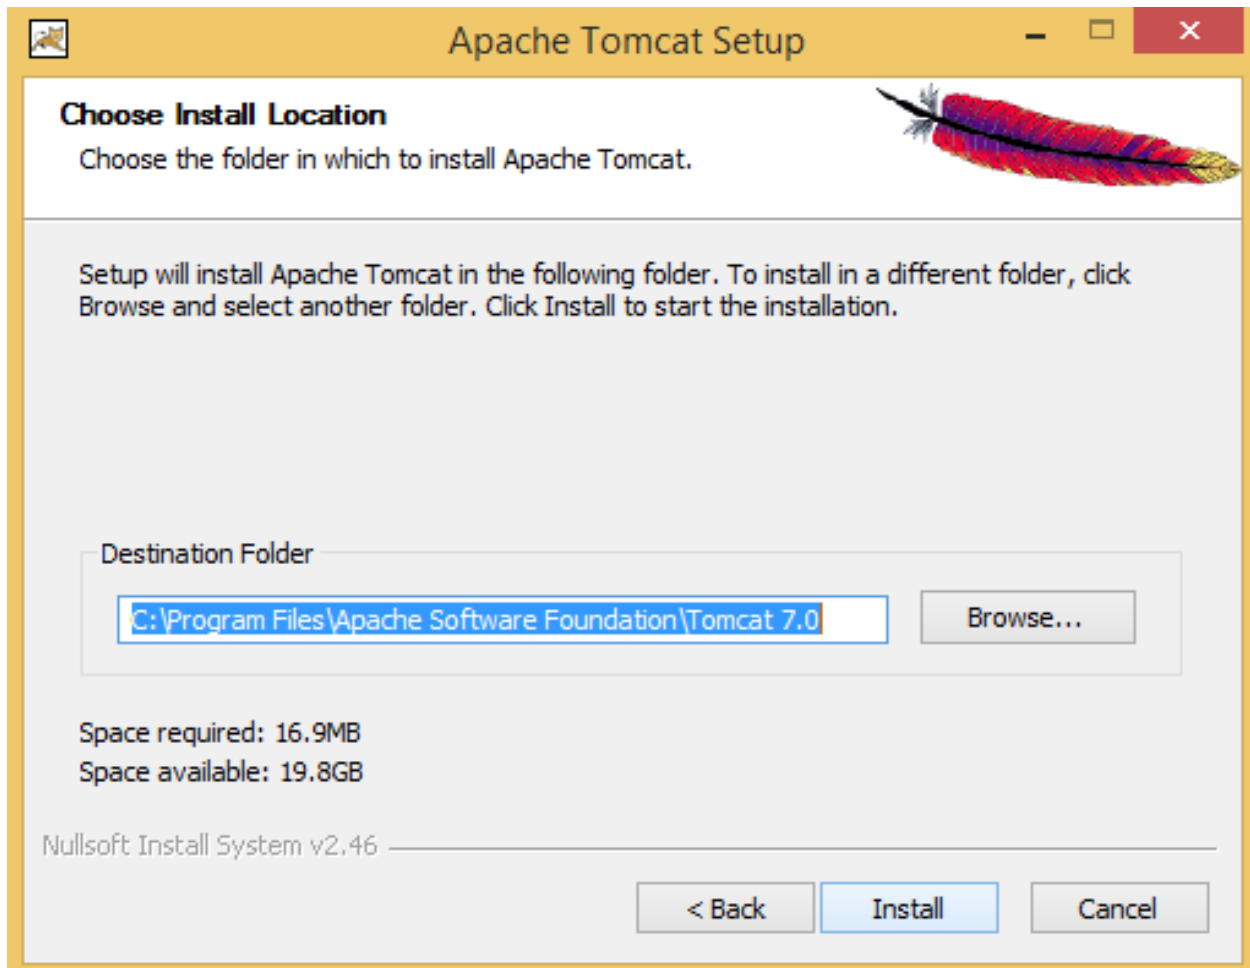 Apache Tomcat Setup
Choose Install Location
Choose the folder in which to install Apache Tomcat.
Setup will install Apache Tomcat in the following folder. To install in a different folder, click
Browse and select another folder. Click Install to start the installation.
Destination Folder
C:\Program Files\Apache Software Foundation\Tomcat 7.0
Browse...
Space required: 16.9MB
Space available: 19.8GB
Nullsoft Install System v2.46
< Back
Install
Cancel